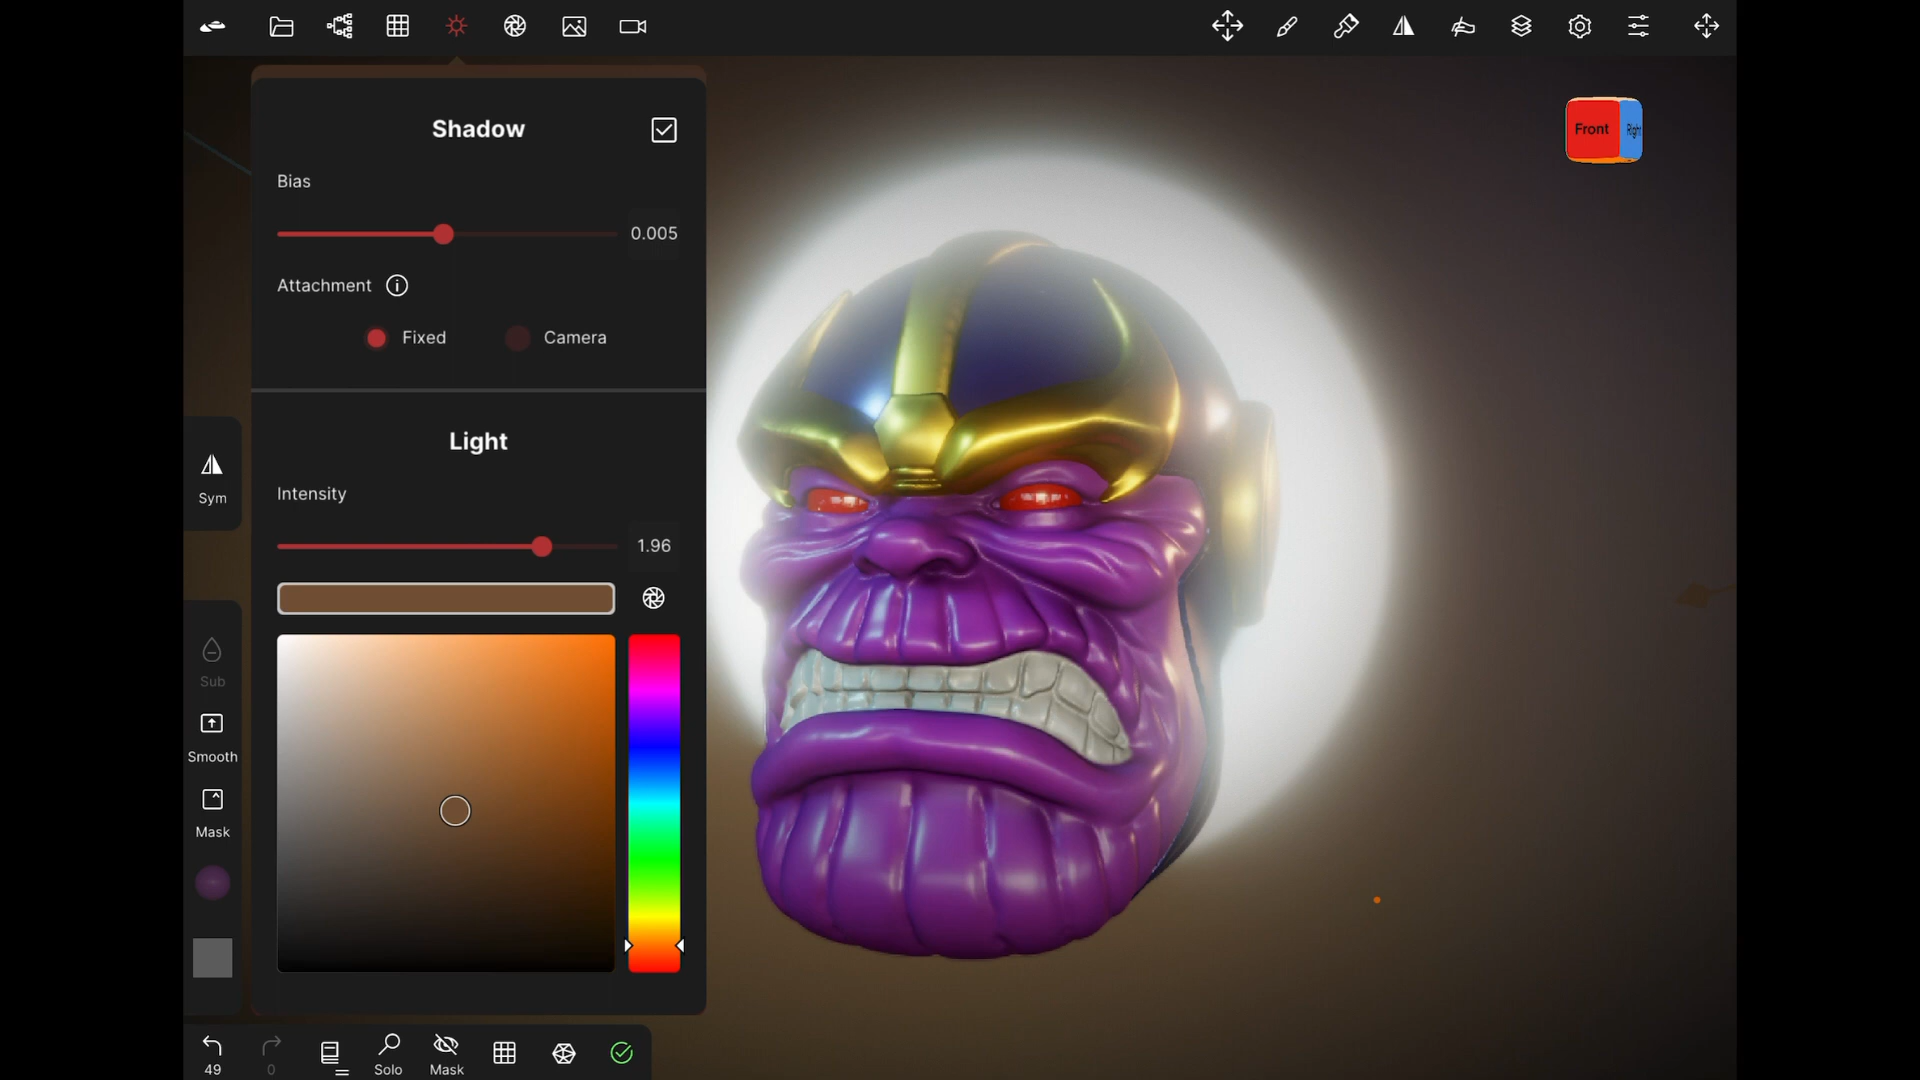 Shadow
Bias
0.005
Attachment
Fixed
Camera
Light
Intensity
1.96
Sym
Sub
Smooth
Mask
49
0
Solo
Mask
Front
Right